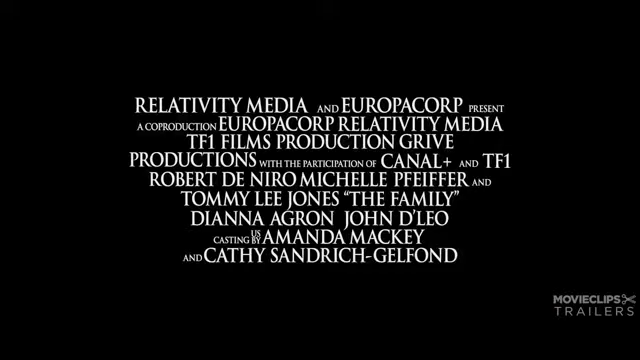 RELATIVITY MEDIA AND EUROPACORP PRESENT
A COPRODUCTION EUROPACORP RELATIVITY MEDIA
TF1 FILMS PRODUCTION GRIVE
PRODUCTIONS WITH THE PARTICIPATION OF CANAL+ AND TF1
ROBERT DE NIRO MICHELLE PFEIFFER AND
TOMMY LEE JONES “THE FAMILY”
DIANNA AGRON JOHN D'LEO
US CASTING BY AMANDA MACKEY
AND CATHY SANDRICH-GELFOND
MOVIECLIPS
TRAILERS